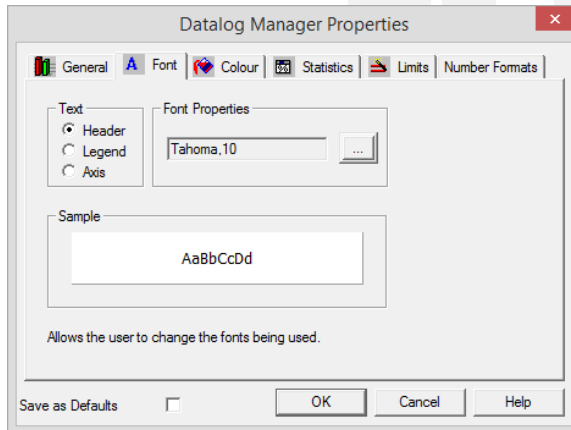 Datalog Manager Properties
General Font Colour Statistics Limits Number Formats
Text
Header
Legend
Axis
Font Properties
Tahoma,10
...
Sample
AaBbCcDd
Allows the user to change the fonts being used.
Save as Defaults
OK Cancel Help